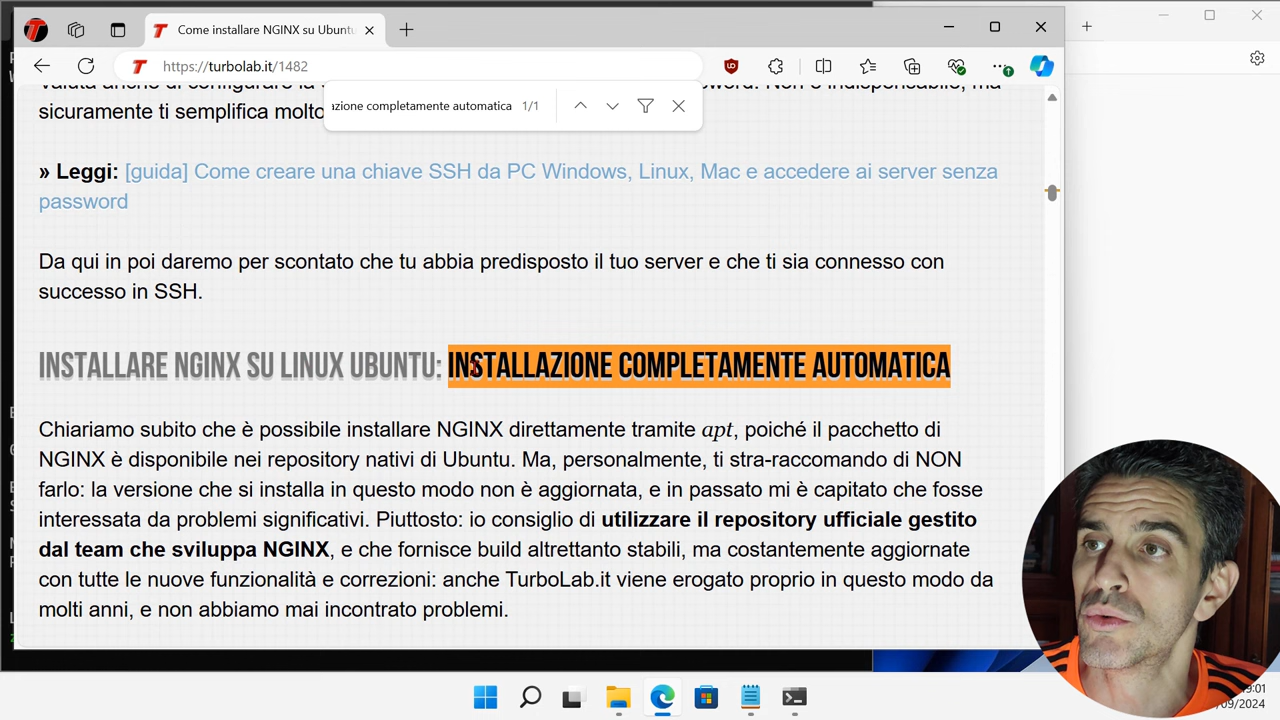 Come installare NGINX su Ubuntu
https://turbolab.it/1482
azione completamente automatica 1/1
sicuramente ti semplifica molto
» Leggi: [guida] Come creare una chiave SSH da PC Windows, Linux, Mac e accedere ai server senza
password
Da qui in poi daremo per scontato che tu abbia predisposto il tuo server e che ti sia connesso con
successo in SSH.
INSTALLARE NGINX SU LINUX UBUNTU: INSTALLAZIONE COMPLETAMENTE AUTOMATICA
Chiariamo subito che è possibile installare NGINX direttamente tramite apt, poiché il pacchetto di
NGINX è disponibile nei repository nativi di Ubuntu. Ma, personalmente, ti stra-raccomando di NON
farlo: la versione che si installa in questo modo non è aggiornata, e in passato mi è capitato che fosse
interessata da problemi significativi. Piuttosto: io consiglio di utilizzare il repository ufficiale gestito
dal team che sviluppa NGINX, e che fornisce build altrettanto stabili, ma costantemente aggiornate
con tutte le nuove funzionalità e correzioni: anche TurboLab.it viene erogato proprio in questo modo da
molti anni, e non abbiamo mai incontrato problemi.